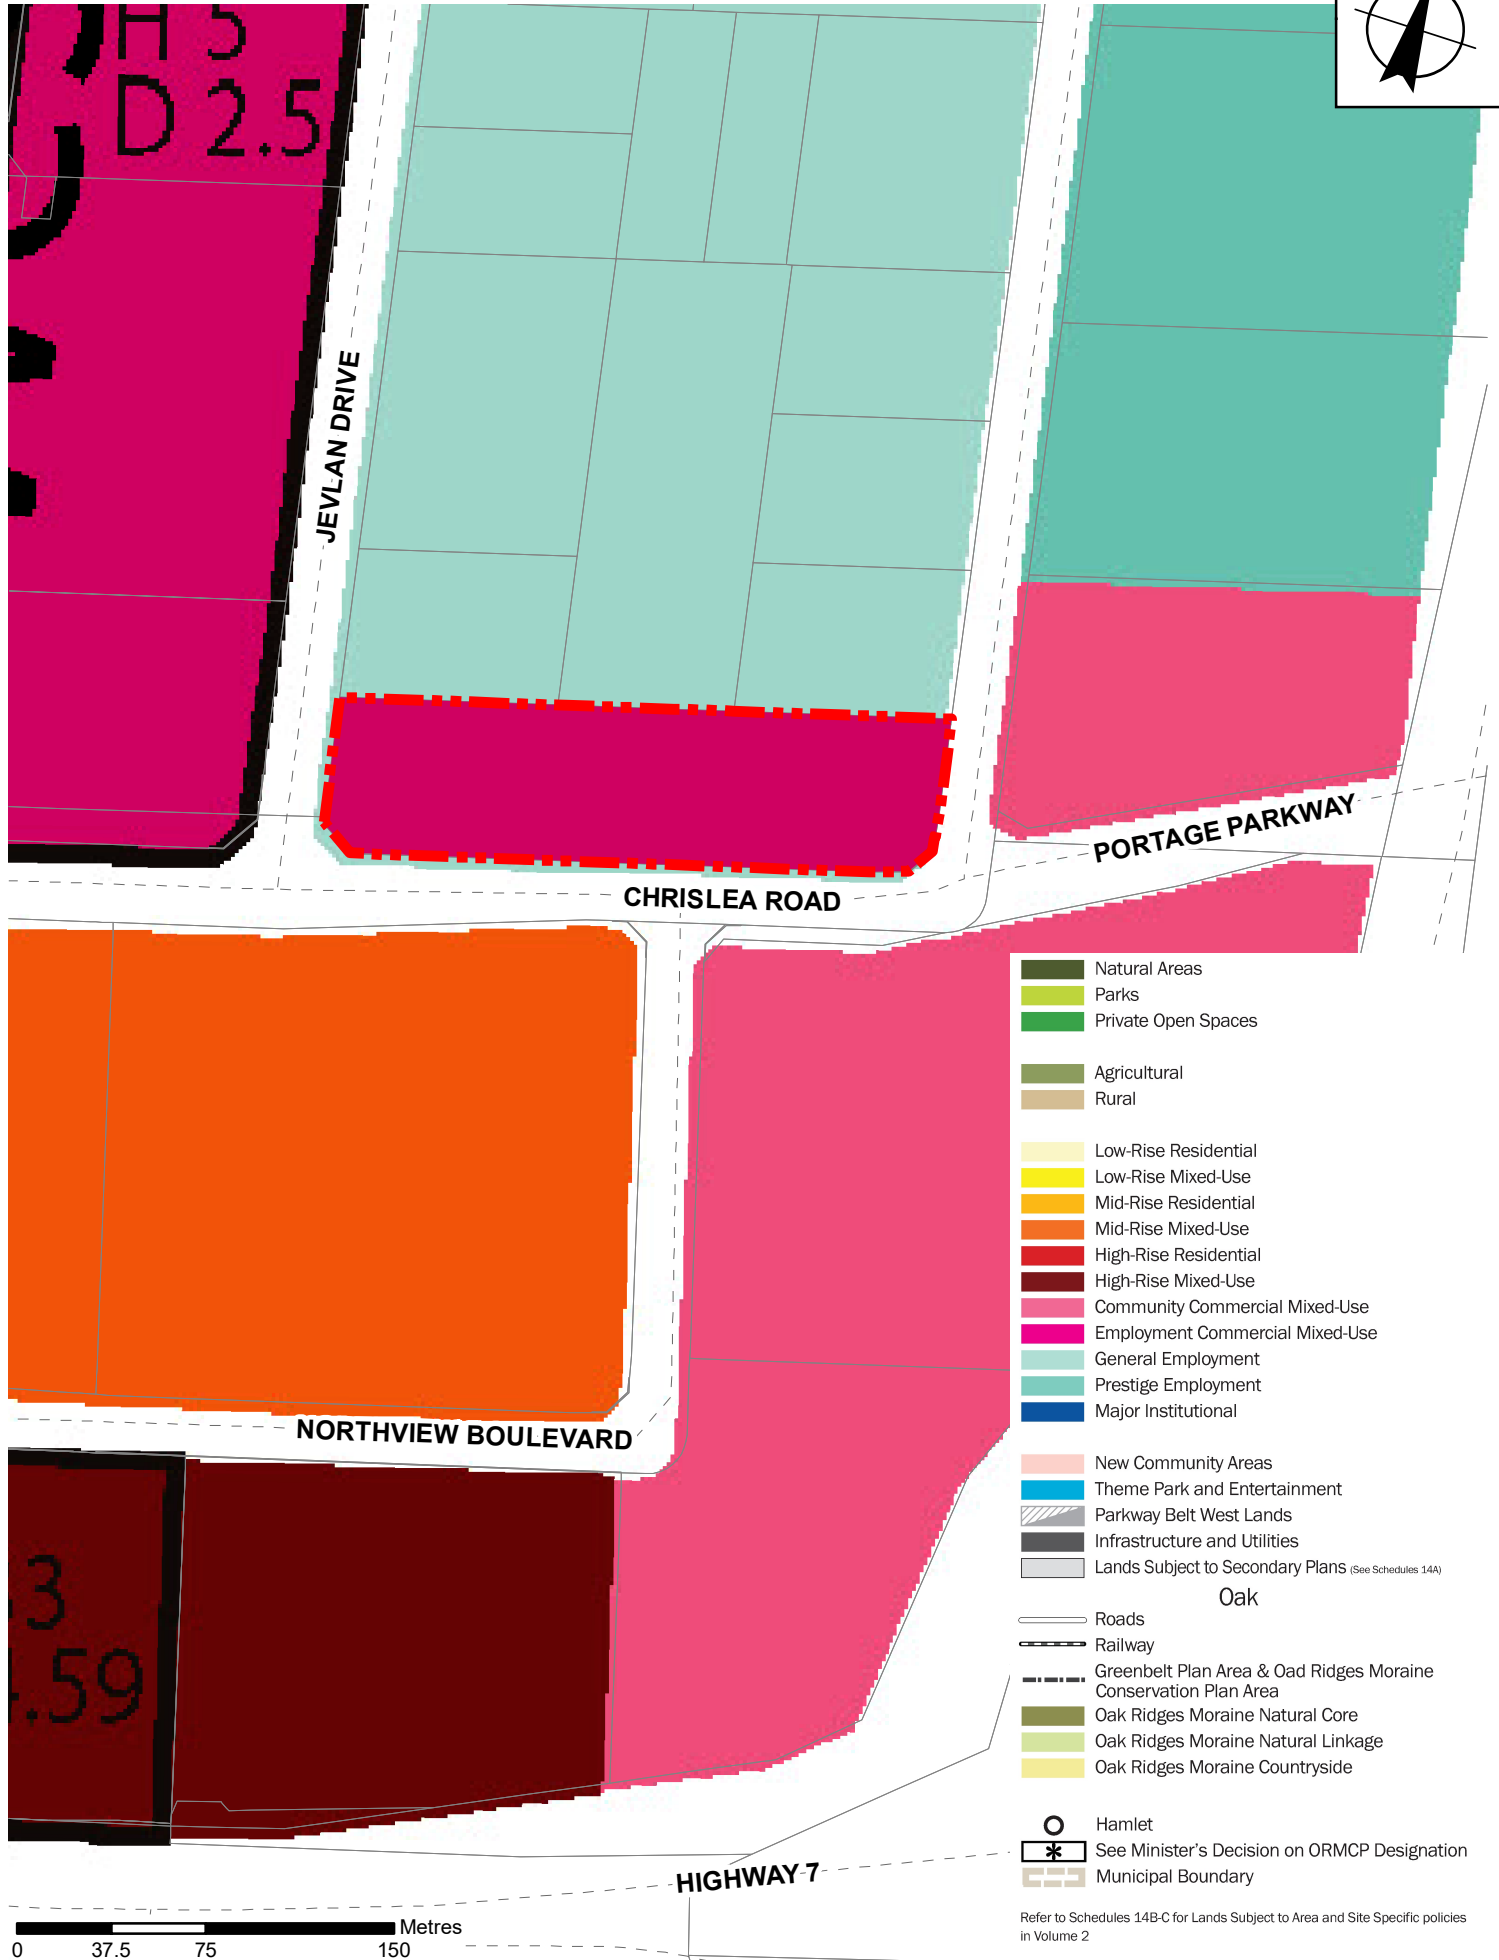 H 5
D 2.5
JEVLAN DRIVE
PORTAGE PARKWAY
CHRISLEA ROAD
NORTHVIEW BOULEVARD
3
.59
HIGHWAY 7
Natural Areas
Parks
Private Open Spaces
Agricultural
Rural
Low-Rise Residential
Low-Rise Mixed-Use
Mid-Rise Residential
Mid-Rise Mixed-Use
High-Rise Residential
High-Rise Mixed-Use
Community Commercial Mixed-Use
Employment Commercial Mixed-Use
General Employment
Prestige Employment
Major Institutional
New Community Areas
Theme Park and Entertainment
Parkway Belt West Lands
Infrastructure and Utilities
Lands Subject to Secondary Plans (See Schedules 14A)
Oak
Roads
Railway
Greenbelt Plan Area & Oad Ridges Moraine
Conservation Plan Area
Oak Ridges Moraine Natural Core
Oak Ridges Moraine Natural Linkage
Oak Ridges Moraine Countryside
Hamlet
See Minister's Decision on ORMCP Designation
Municipal Boundary
Refer to Schedules 14B-C for Lands Subject to Area and Site Specific policies
in Volume 2
Metres
0 37.5 75 150